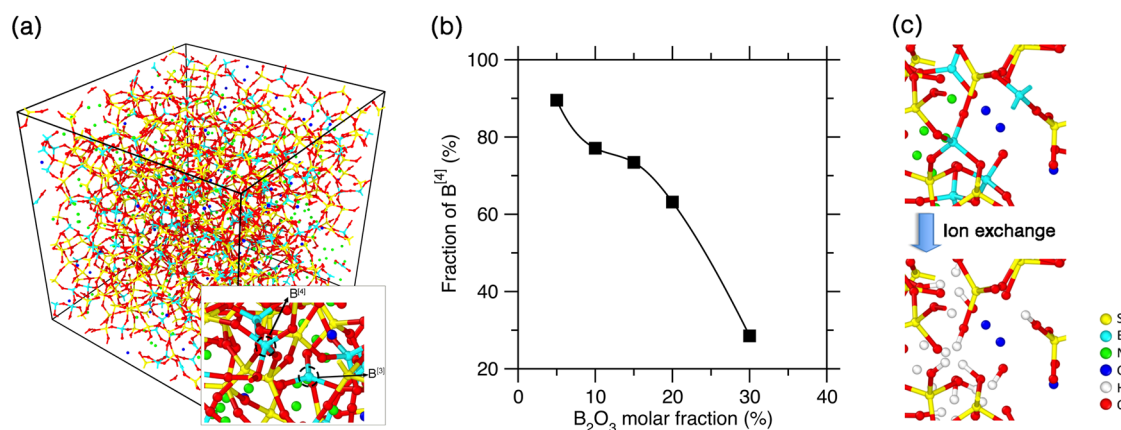 (a)
B[4]
B[3]
(b)
Fraction of B[4] (%)
100
80
60
40
20
0
10
20
30
40
B2O3 molar fraction (%)
(c)
Ion exchange
S
N
H